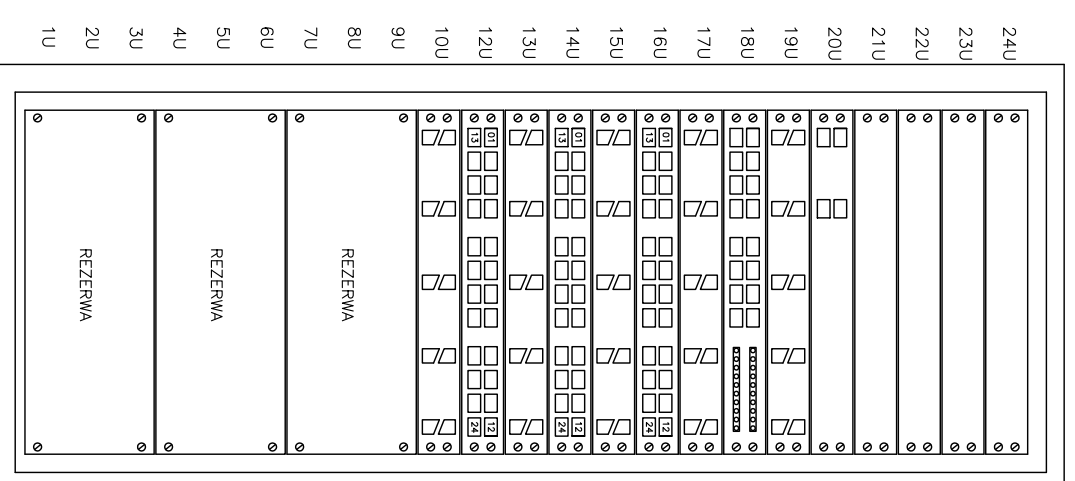 24U
23U
22U
21U
20U
19U
18U
17U
16U
01 12
13 24
15U
14U
01 12
13 24
13U
12U
01 12
13 24
10U
9U
8U
REZERWA
7U
6U
5U
REZERWA
4U
3U
2U
REZERWA
1U